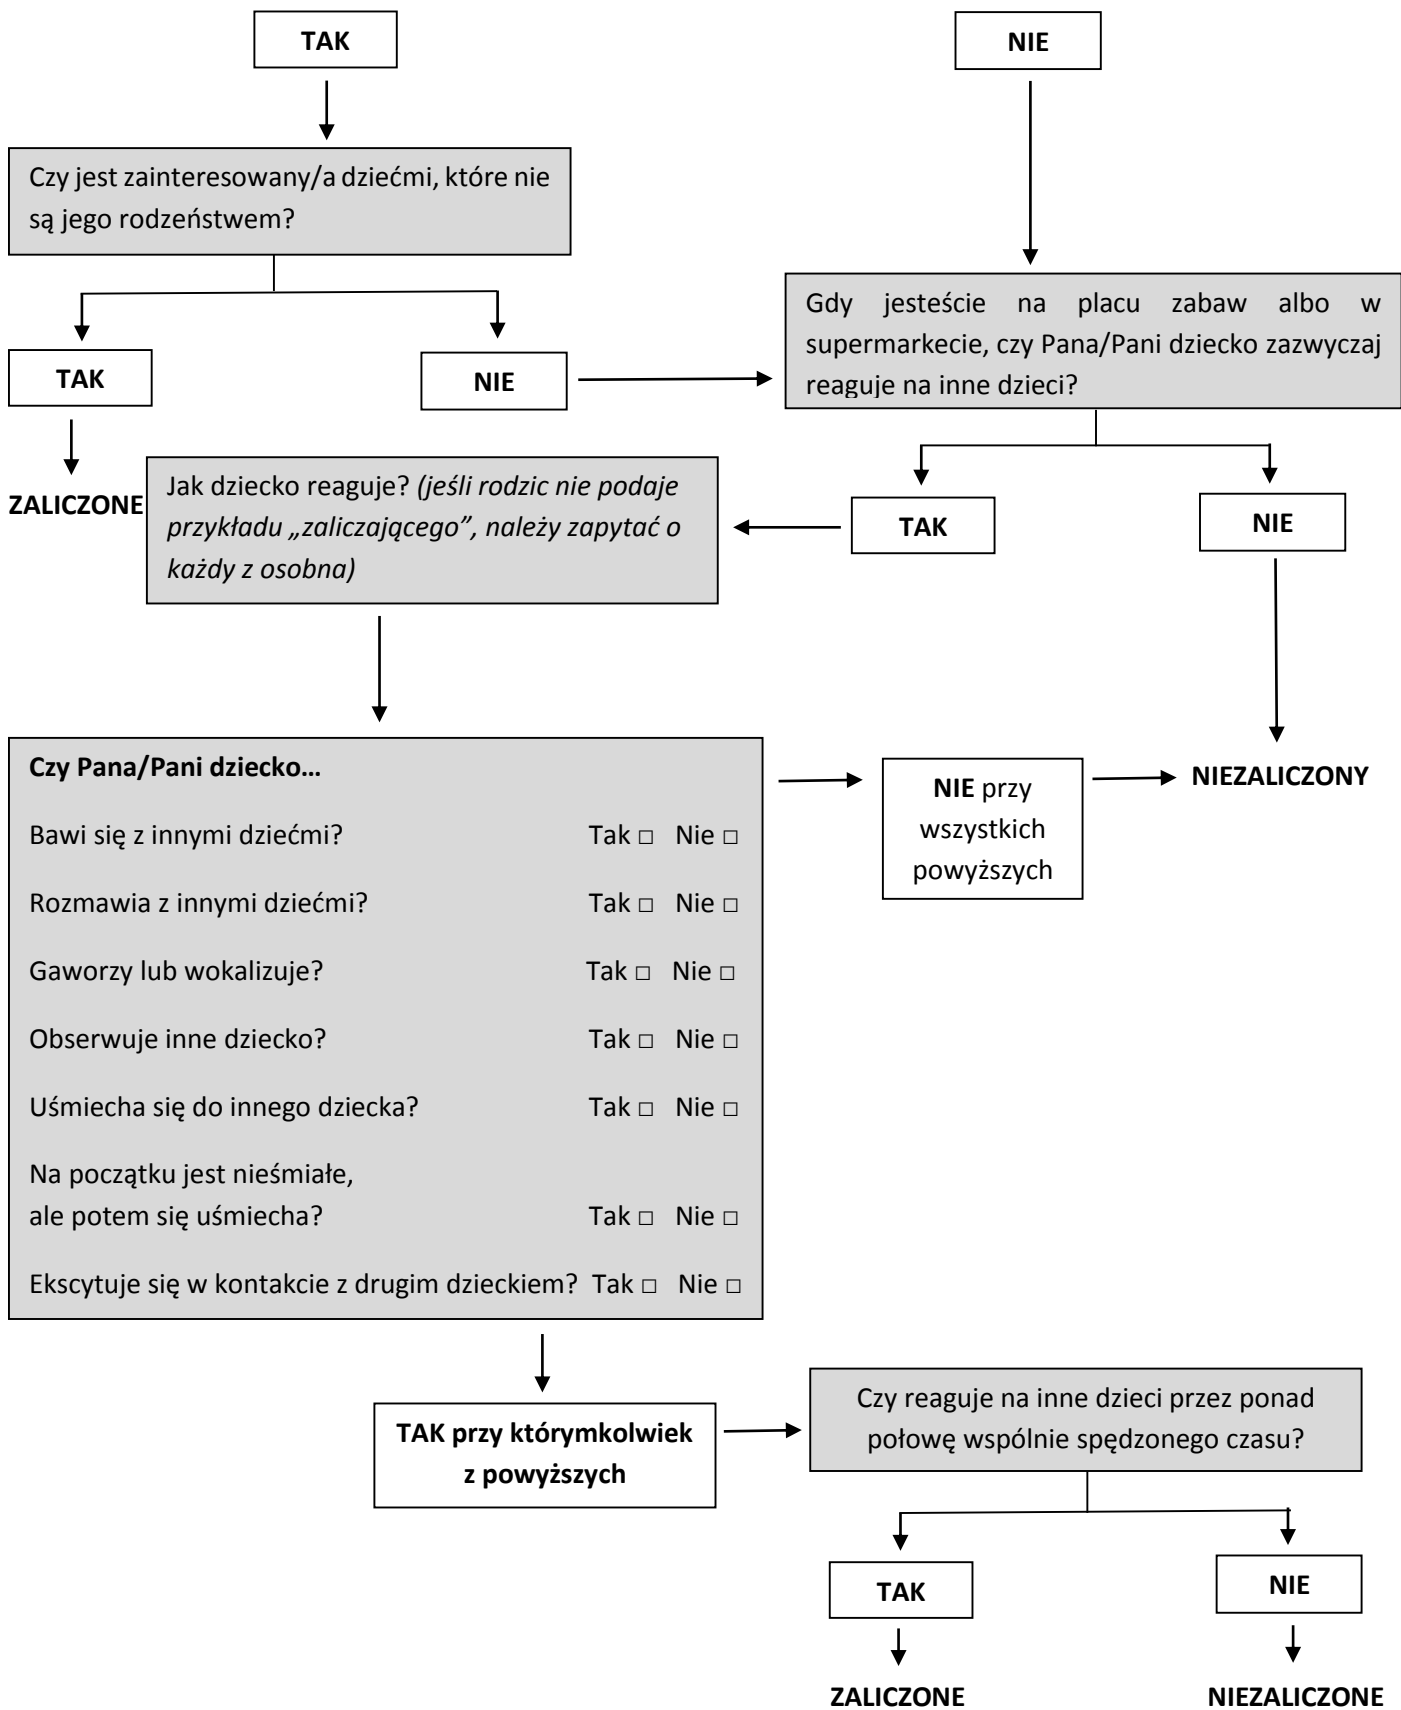 TAK
NIE
Czy jest zainteresowany/a dziećmi, które nie
są jego rodzeństwem?
Gdy jesteście na placu zabaw albo w
supermarkecie, czy Pana/Pani dziecko zazwyczaj
reaguje na inne dzieci?
TAK
NIE
ZALICZONE
Jak dziecko reaguje? (jeśli rodzic nie podaje
przykładu „zaliczającego”, należy zapytać o
każdy z osobna)
TAK
NIE
Czy Pana/Pani dziecko…
Bawi się z innymi dziećmi? Tak □ Nie □
Rozmawia z innymi dziećmi? Tak □ Nie □
Gaworzy lub wokalizuje? Tak □ Nie □
Obserwuje inne dziecko? Tak □ Nie □
Uśmiecha się do innego dziecka? Tak □ Nie □
Na początku jest nieśmiałe,
ale potem się uśmiecha? Tak □ Nie □
Ekscytuje się w kontakcie z drugim dzieckiem? Tak □ Nie □
NIE przy
wszystkich
powyższych
NIEZALICZONY
TAK przy którymkolwiek
z powyższych
Czy reaguje na inne dzieci przez ponad
połowę wspólnie spędzonego czasu?
TAK
NIE
ZALICZONE
NIEZALICZONE